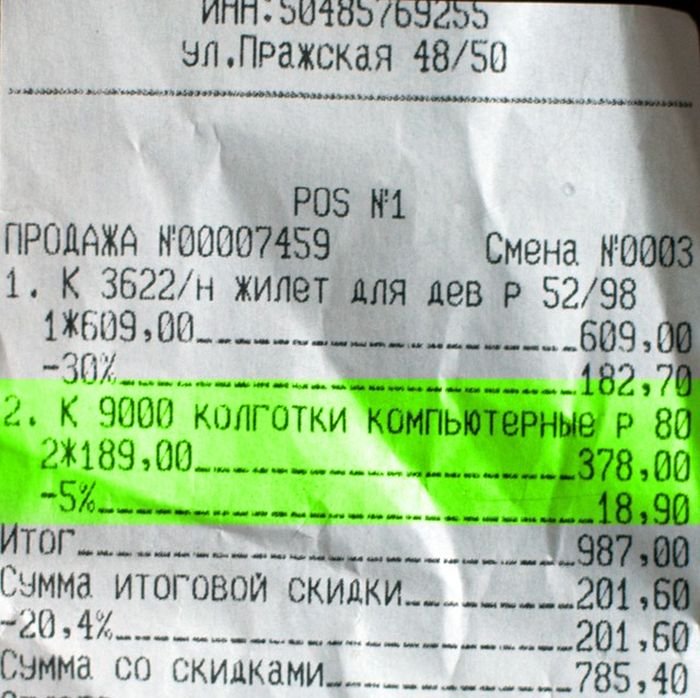 ИНН:50485769255
ул.Пражская 48/50
POS №1
ПРОДАЖА №00007459 Смена №0003
1. К 3622/н жилет для дев р 52/98
1*609,00 609,00
-30% 182,70
2. К 9000 колготки компьютерные р 80
2*189,00 378,00
-5% 18,90
Итог 987,00
Сумма итоговой скидки 201,60
-20,4% 201,60
Сумма со скидками 785,40